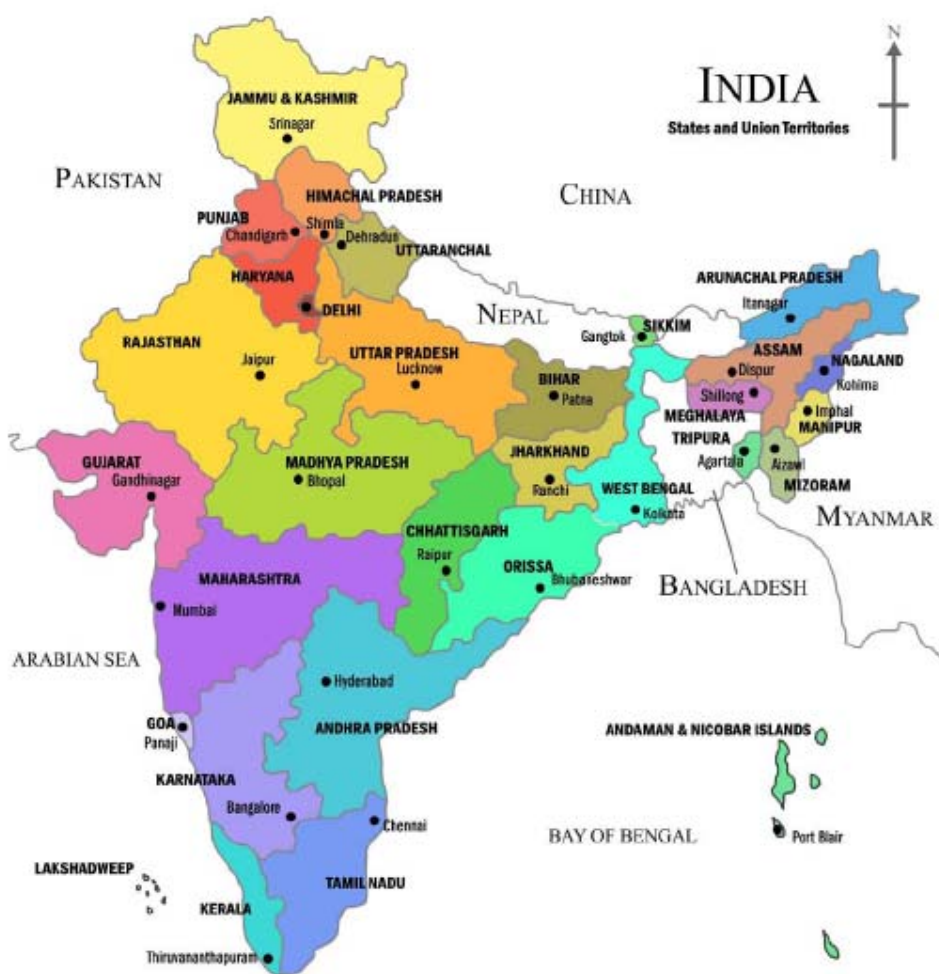 N
INDIA
States and Union Territories
JAMMU & KASHMIR
Srinagar
PAKISTAN
CHINA
HIMACHAL PRADESH
Shimla
PUNJAB
Chandigarh
Dehradun
UTTARANCHAL
HARYANA
DELHI
ARUNACHAL PRADESH
Itanagar
NEPAL
SIKKIM
Gangtok
RAJASTHAN
Jaipur
UTTAR PRADESH
Lucknow
ASSAM
Dispur
NAGALAND
Kohima
BIHAR
Patna
Shillong
MEGHALAYA
Imphal
MANIPUR
TRIPURA
Agartala
Aizawl
MIZORAM
GUJARAT
Gandhinagar
MADHYA PRADESH
Bhopal
JHARKHAND
Ranchi
WEST BENGAL
Kolkata
MYANMAR
CHHATTISGARH
Raipur
ORISSA
Bhubaneshwar
BANGLADESH
MAHARASHTRA
Mumbai
ARABIAN SEA
Hyderabad
ANDHRA PRADESH
GOA
Panaji
ANDAMAN & NICOBAR ISLANDS
KARNATAKA
Bangalore
Chennai
BAY OF BENGAL
Port Blair
LAKSHADWEEP
TAMIL NADU
KERALA
Thiruvananthapuram